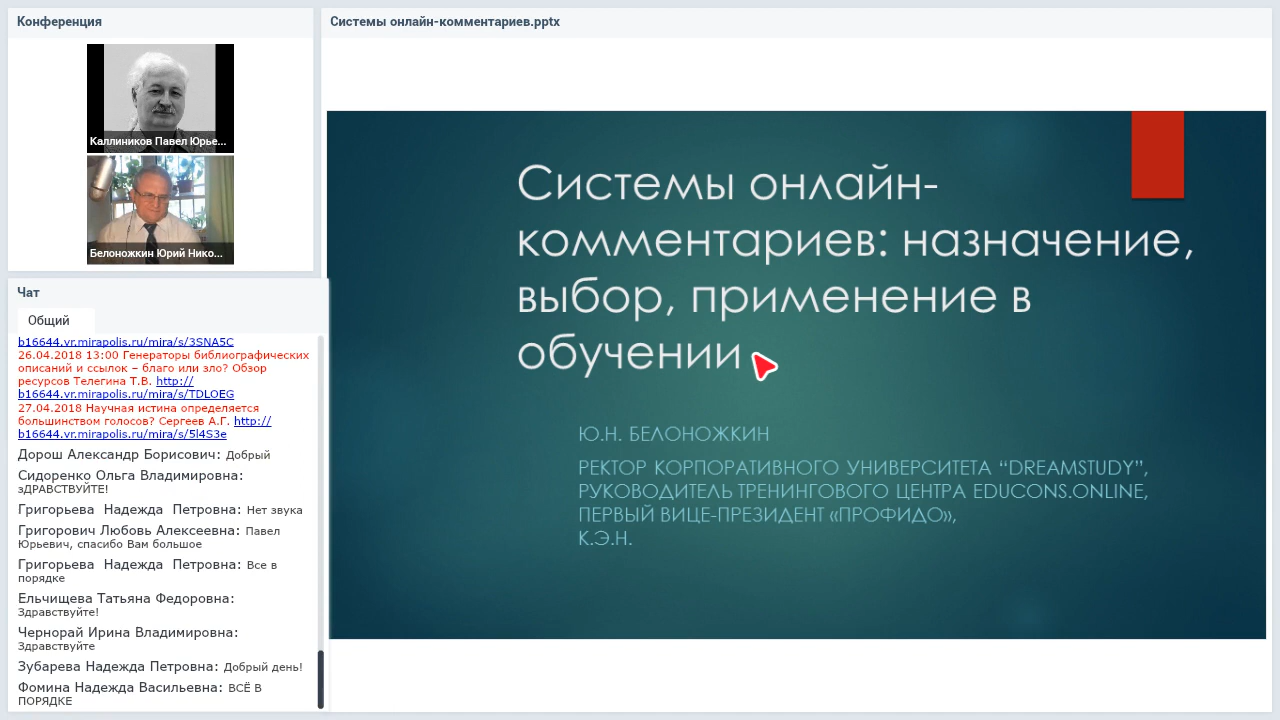 Конференция
Каллиников Павел Юрье...
Белоножкин Юрий Нико...
Чат
Общий
b16644.vr.mirapolis.ru/mira/s/3SNA5C
26.04.2018 13:00 Генераторы библиографических
описаний и ссылок – благо или зло? Обзор
ресурсов Телегина Т.В. http://
b16644.vr.mirapolis.ru/mira/s/TDLOEG
27.04.2018 Научная истина определяется
большинством голосов? Сергеев А.Г. http://
b16644.vr.mirapolis.ru/mira/s/5l4S3e
Дорош Александр Борисович: Добрый
Сидоренко Ольга Владимировна:
зДРАВСТВУЙТЕ!
Григорьева Надежда Петровна: Нет звука
Григорович Любовь Алексеевна: Павел
Юрьевич, спасибо Вам большое
Григорьева Надежда Петровна: Все в
порядке
Ельчищева Татьяна Федоровна:
Здравствуйте!
Чернорай Ирина Владимировна:
Здравствуйте
Зубарева Надежда Петровна: Добрый день!
Фомина Надежда Васильевна: ВСЁ В
ПОРЯДКЕ
Системы онлайн-комментариев.pptx
Системы онлайн-
комментариев: назначение,
выбор, применение в
обучении
Ю.Н. БЕЛОНОЖКИН
РЕКТОР КОРПОРАТИВНОГО УНИВЕРСИТЕТА “DREAMSTUDY”,
РУКОВОДИТЕЛЬ ТРЕНИНГОВОГО ЦЕНТРА EDUCONS.ONLINE,
ПЕРВЫЙ ВИЦЕ-ПРЕЗИДЕНТ «ПРОФИДО»,
К.Э.Н.